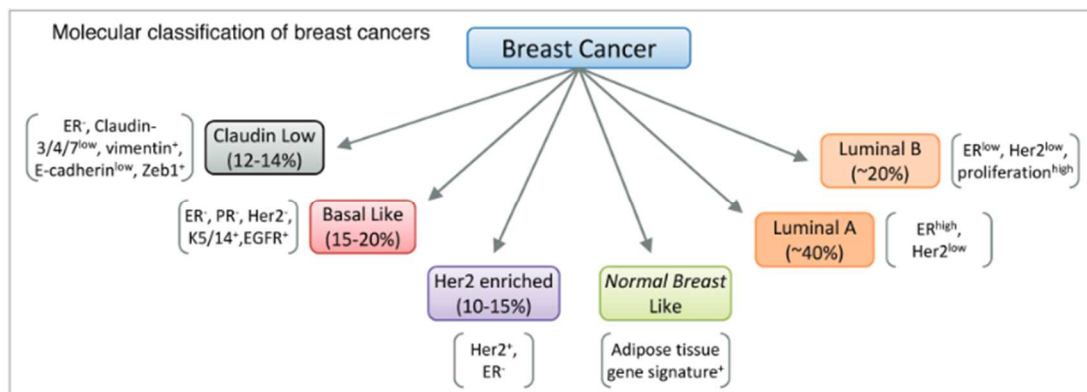 Molecular classification of breast cancers
Breast Cancer
ER⁻, Claudin-
3/4/7ˡᵒʷ, vimentin⁺,
E-cadherinˡᵒʷ, Zeb1⁺
Claudin Low
(12-14%)
ER⁻, PR⁻, Her2⁻,
K5/14⁺,EGFR⁺
Basal Like
(15-20%)
Her2 enriched
(10-15%)
Her2⁺,
ER⁻
Normal Breast
Like
Adipose tissue
gene signature⁺
Luminal A
(~40%)
ERʰⁱᵍʰ,
Her2ˡᵒʷ
Luminal B
(~20%)
ERˡᵒʷ, Her2ˡᵒʷ,
proliferationʰⁱᵍʰ